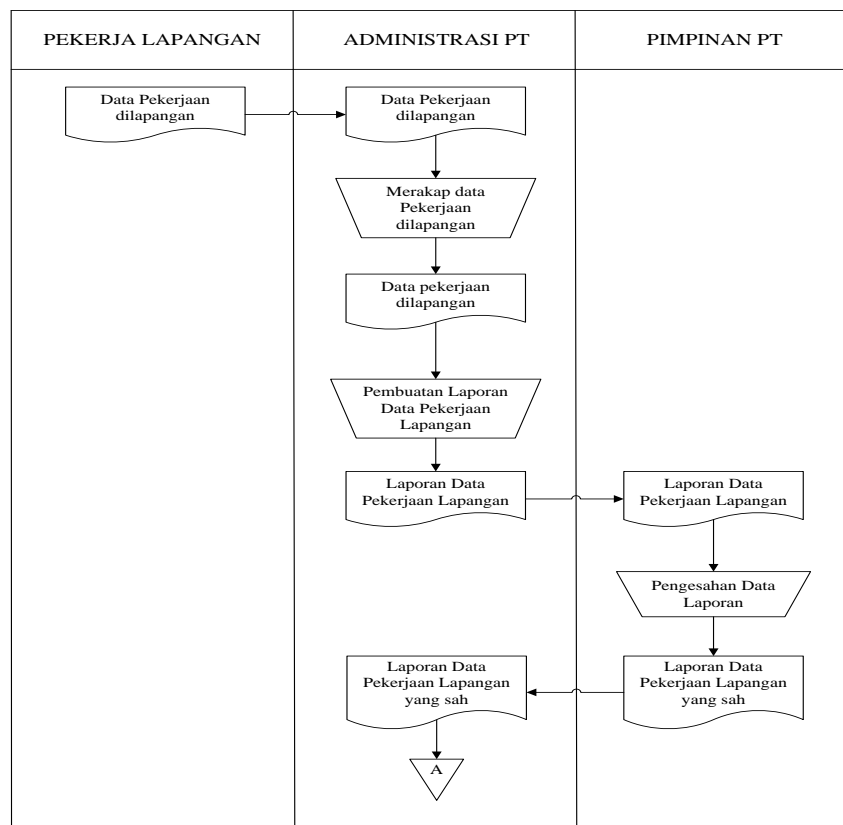 PEKERJA LAPANGAN
ADMINISTRASI PT
PIMPINAN PT
Data Pekerjaan
dilapangan
Data Pekerjaan
dilapangan
Merakap data
Pekerjaan
dilapangan
Data pekerjaan
dilapangan
Pembuatan Laporan
Data Pekerjaan
Lapangan
Laporan Data
Pekerjaan Lapangan
Laporan Data
Pekerjaan Lapangan
Pengesahan Data
Laporan
Laporan Data
Pekerjaan Lapangan
yang sah
Laporan Data
Pekerjaan Lapangan
yang sah
A